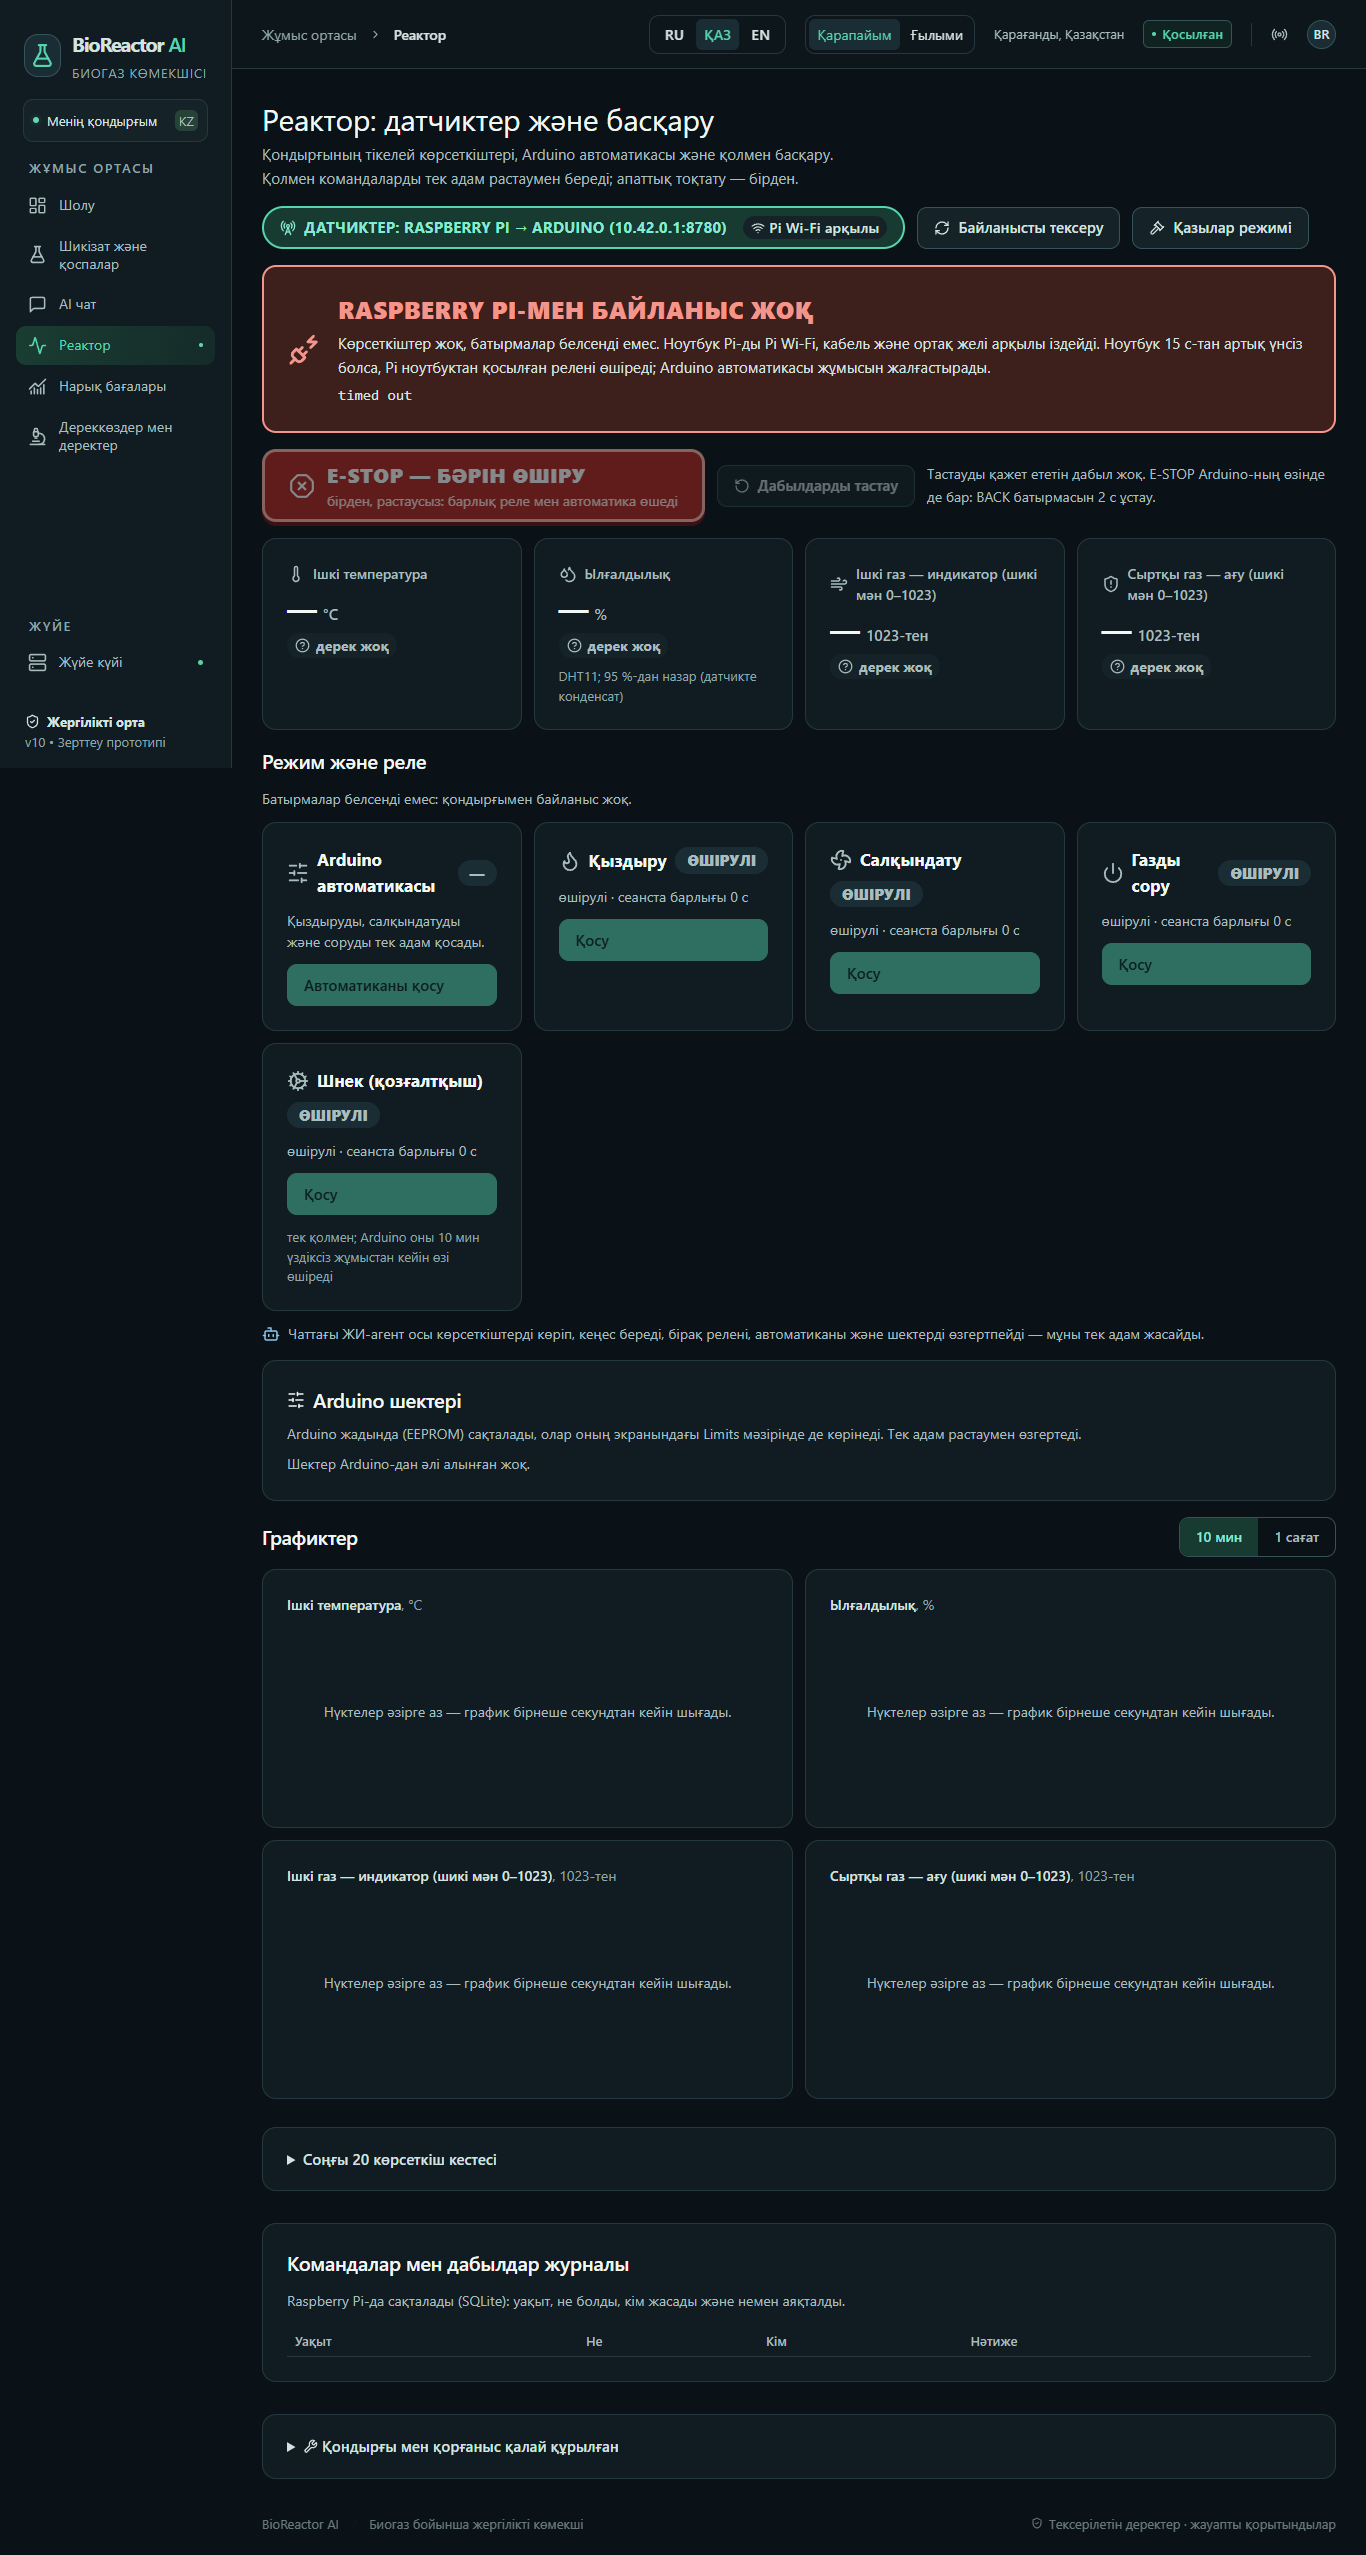 BioReactor AI
БИОГАЗ КӨМЕКШІСІ
Менің қондырғым KZ
ЖҰМЫС ОРТАСЫ
Шолу
Шикізат және
қоспалар
AI чат
Реактор
Нарық бағалары
Дереккөздер мен
деректер
ЖҮЙЕ
Жүйе күйі
Жергілікті орта
v10 • Зерттеу прототипі
Жұмыс ортасы > Реактор
RU ҚАЗ EN
Қарапайым Ғылыми
Қарағанды, Қазақстан
Қосылған
BR
Реактор: датчиктер және басқару
Қондырғының тікелей көрсеткіштері, Arduino автоматикасы және қолмен басқару.
Қолмен командаларды тек адам растаумен береді; апаттық тоқтату — бірден.
ДАТЧИКТЕР: RASPBERRY PI → ARDUINO (10.42.0.1:8780) Pi Wi-Fi арқылы
Байланысты тексеру
Қазылар режимі
RASPBERRY PI-МЕН БАЙЛАНЫС ЖОҚ
Көрсеткіштер жоқ, батырмалар белсенді емес. Ноутбук Pi-ды Pi Wi-Fi, кабель және ортақ желі арқылы іздейді. Ноутбук 15 с-тан артық үнсіз
болса, Pi ноутбуктан қосылған релені өшіреді; Arduino автоматикасы жұмысын жалғастырады.
timed out
E-STOP — БӘРІН ӨШІРУ
бірден, растаусыз: барлық реле мен автоматика өшеді
Дабылдарды тастау
Тастауды қажет ететін дабыл жоқ. E-STOP Arduino-ның өзінде
де бар: BACK батырмасын 2 с ұстау.
Ішкі температура
— °C
дерек жоқ
Ылғалдылық
— %
дерек жоқ
DHT11; 95 %-дан назар (датчикте
конденсат)
Ішкі газ — индикатор (шикі
мән 0–1023)
— 1023-тен
дерек жоқ
Сыртқы газ — ағу (шикі
мән 0–1023)
— 1023-тен
дерек жоқ
Режим және реле
Батырмалар белсенді емес: қондырғымен байланыс жоқ.
Arduino
автоматикасы
—
Қыздыруды, салқындатуды
және соруды тек адам қосады.
Автоматиканы қосу
Қыздыру ӨШІРУЛІ
өшірулі · сеанста барлығы 0 с
Қосу
Салқындату
ӨШІРУЛІ
өшірулі · сеанста барлығы 0 с
Қосу
Газды
сору
ӨШІРУЛІ
өшірулі · сеанста барлығы 0 с
Қосу
Шнек (қозғалтқыш)
ӨШІРУЛІ
өшірулі · сеанста барлығы 0 с
Қосу
тек қолмен; Arduino оны 10 мин
үздіксіз жұмыстан кейін өзі
өшіреді
Чаттағы ЖИ-агент осы көрсеткіштерді көріп, кеңес береді, бірақ релені, автоматиканы және шектерді өзгертпейді — мұны тек адам жасайды.
Arduino шектері
Arduino жадында (EEPROM) сақталады, олар оның экранындағы Limits мәзірінде де көрінеді. Тек адам растаумен өзгертеді.
Шектер Arduino-дан әлі алынған жоқ.
Графиктер
10 мин 1 сағат
Ішкі температура, °C
Нүктелер әзірге аз — график бірнеше секундтан кейін шығады.
Ылғалдылық, %
Нүктелер әзірге аз — график бірнеше секундтан кейін шығады.
Ішкі газ — индикатор (шикі мән 0–1023), 1023-тен
Нүктелер әзірге аз — график бірнеше секундтан кейін шығады.
Сыртқы газ — ағу (шикі мән 0–1023), 1023-тен
Нүктелер әзірге аз — график бірнеше секундтан кейін шығады.
Соңғы 20 көрсеткіш кестесі
Командалар мен дабылдар журналы
Raspberry Pi-да сақталады (SQLite): уақыт, не болды, кім жасады және немен аяқталды.
Уақыт Не Кім Нәтиже
Қондырғы мен қорғаныс қалай құрылған
BioReactor AI Биогаз бойынша жергілікті көмекші
Тексерілетін деректер · жауапты қорытындылар